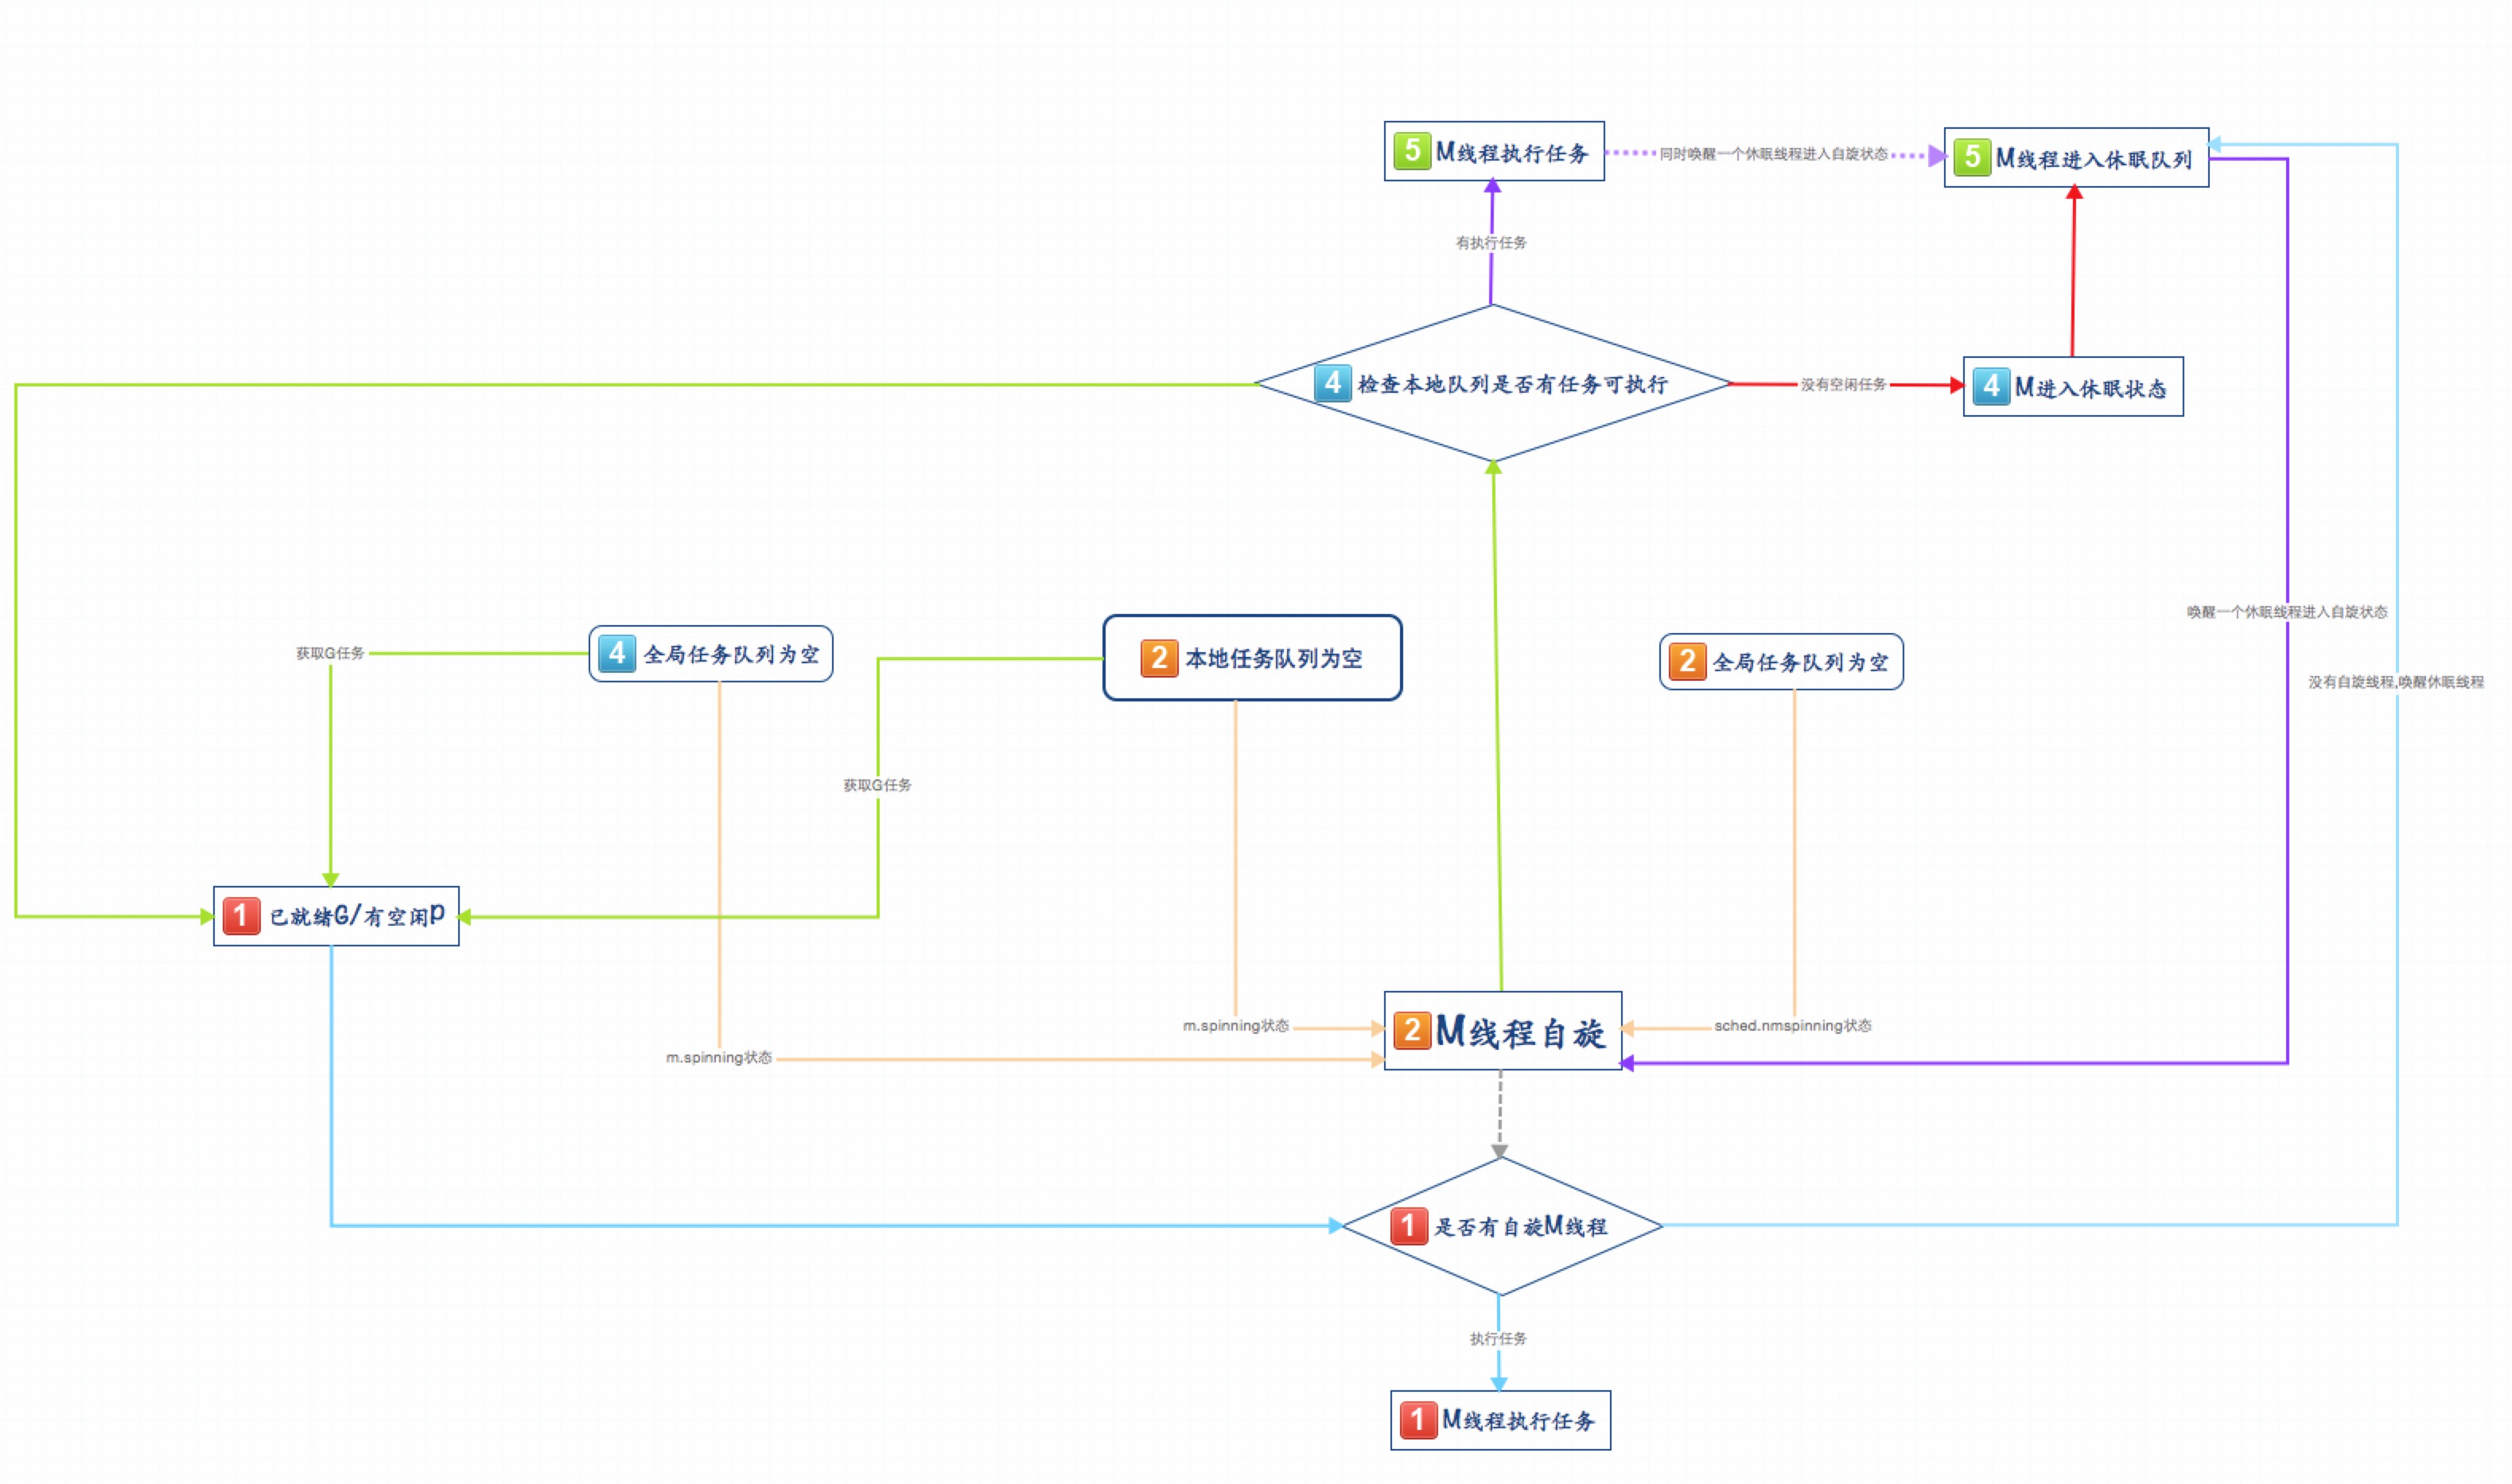 5 M线程执行任务
同时唤醒一个休眠线程进入自旋状态
5 M线程进入休眠队列
有执行任务
4 检查本地队列是否有任务可执行
没有空闲任务
4 M进入休眠状态
唤醒一个休眠线程进入自旋状态
没有自旋线程,唤醒休眠线程
获取G任务
4 全局任务队列为空
2 本地任务队列为空
2 全局任务队列为空
获取G任务
1 已就绪G/有空闲P
m.spinning状态
m.spinning状态
2 M线程自旋
sched.nmspinning状态
1 是否有自旋M线程
执行任务
1 M线程执行任务